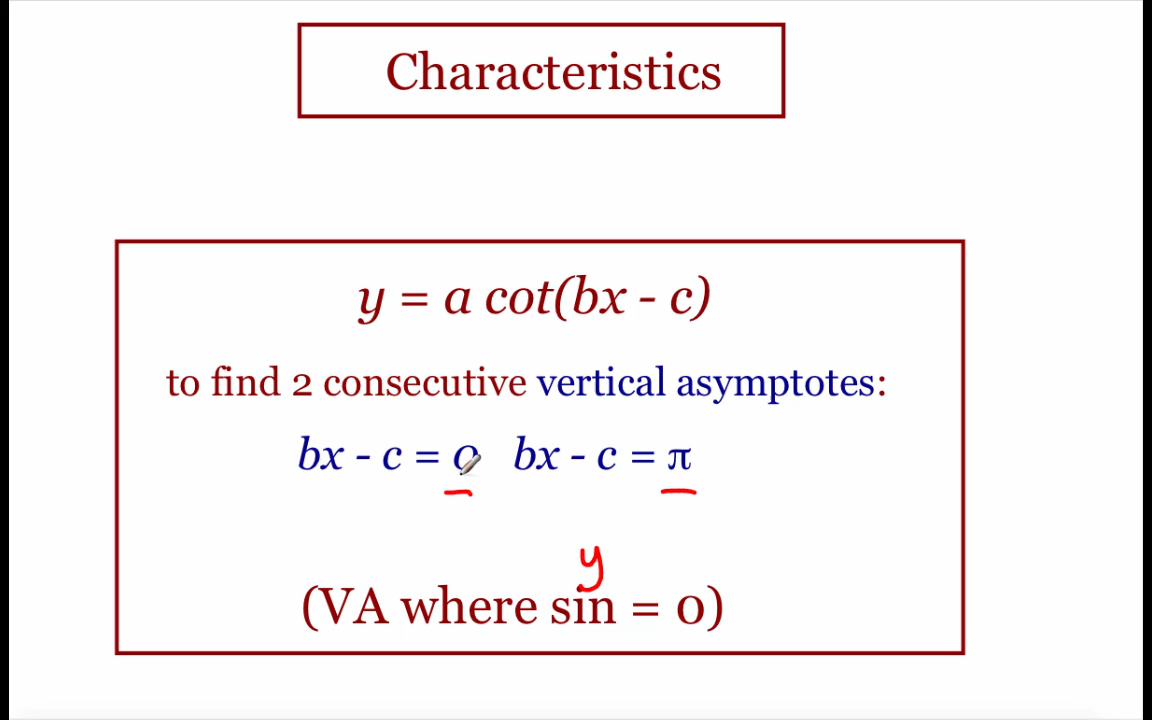 Characteristics
y = a cot(bx - c)
to find 2 consecutive vertical asymptotes:
bx - c = 0 bx - c = π
y
(VA where sin = 0)